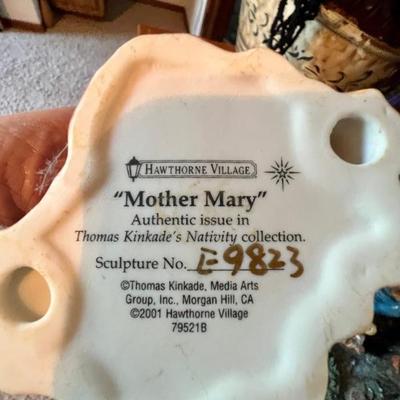 HAWTHORNE VILLAGE
"Mother Mary"
Authentic issue in
Thomas Kinkade's Nativity collection.
Sculpture No. E9823
©Thomas Kinkade, Media Arts
Group, Inc., Morgan Hill, CA
©2001 Hawthorne Village
79521B